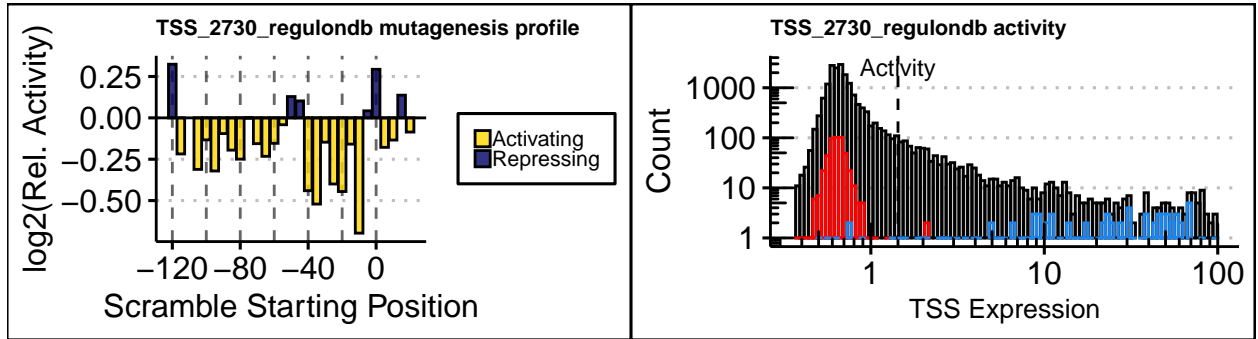 TSS_2730_regulondb mutagenesis profile
log2(Rel. Activity)
0.25
0.00
−0.25
−0.50
−120
−80
−40
0
Scramble Starting Position
Activating
Repressing
TSS_2730_regulondb activity
Activity
Count
1000
100
10
1
1
10
100
TSS Expression